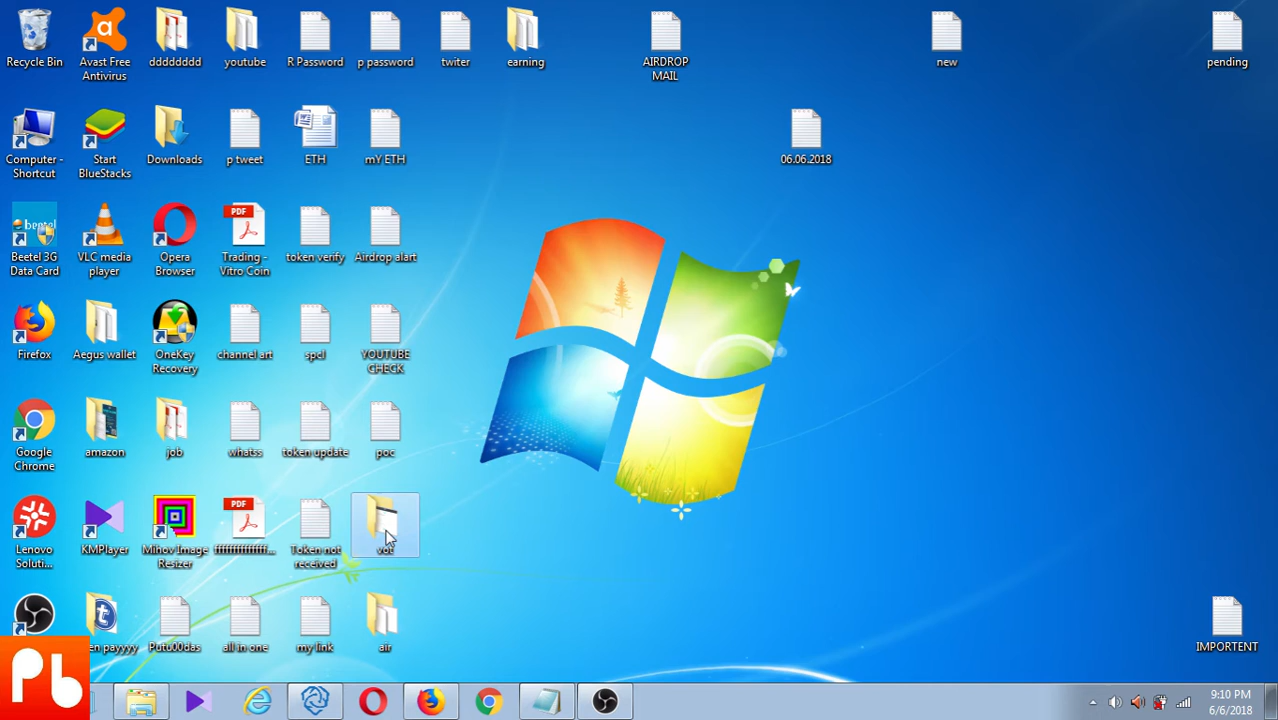 Recycle Bin
Avast Free
Antivirus
dddddddd
youtube
R Password
p password
twiter
earning
AIRDROP
MAIL
new
pending
Computer -
Shortcut
Start
BlueStacks
Downloads
p tweet
ETH
mY ETH
06.06.2018
Beetel 3G
Data Card
VLC media
player
Opera
Browser
PDF
Trading -
Vitro Coin
token verify
Airdrop alart
Firefox
Aegus wallet
OneKey
Recovery
channel art
spcl
YOUTUBE
CHECK
Google
Chrome
amazon
job
whatss
token update
poc
Lenovo
Soluti...
KMPlayer
Mihov Image
Resizer
PDF
Token not
received
air
Putu00das
all in one
my link
IMPORTENT
Pb
9:10 PM
6/6/2018